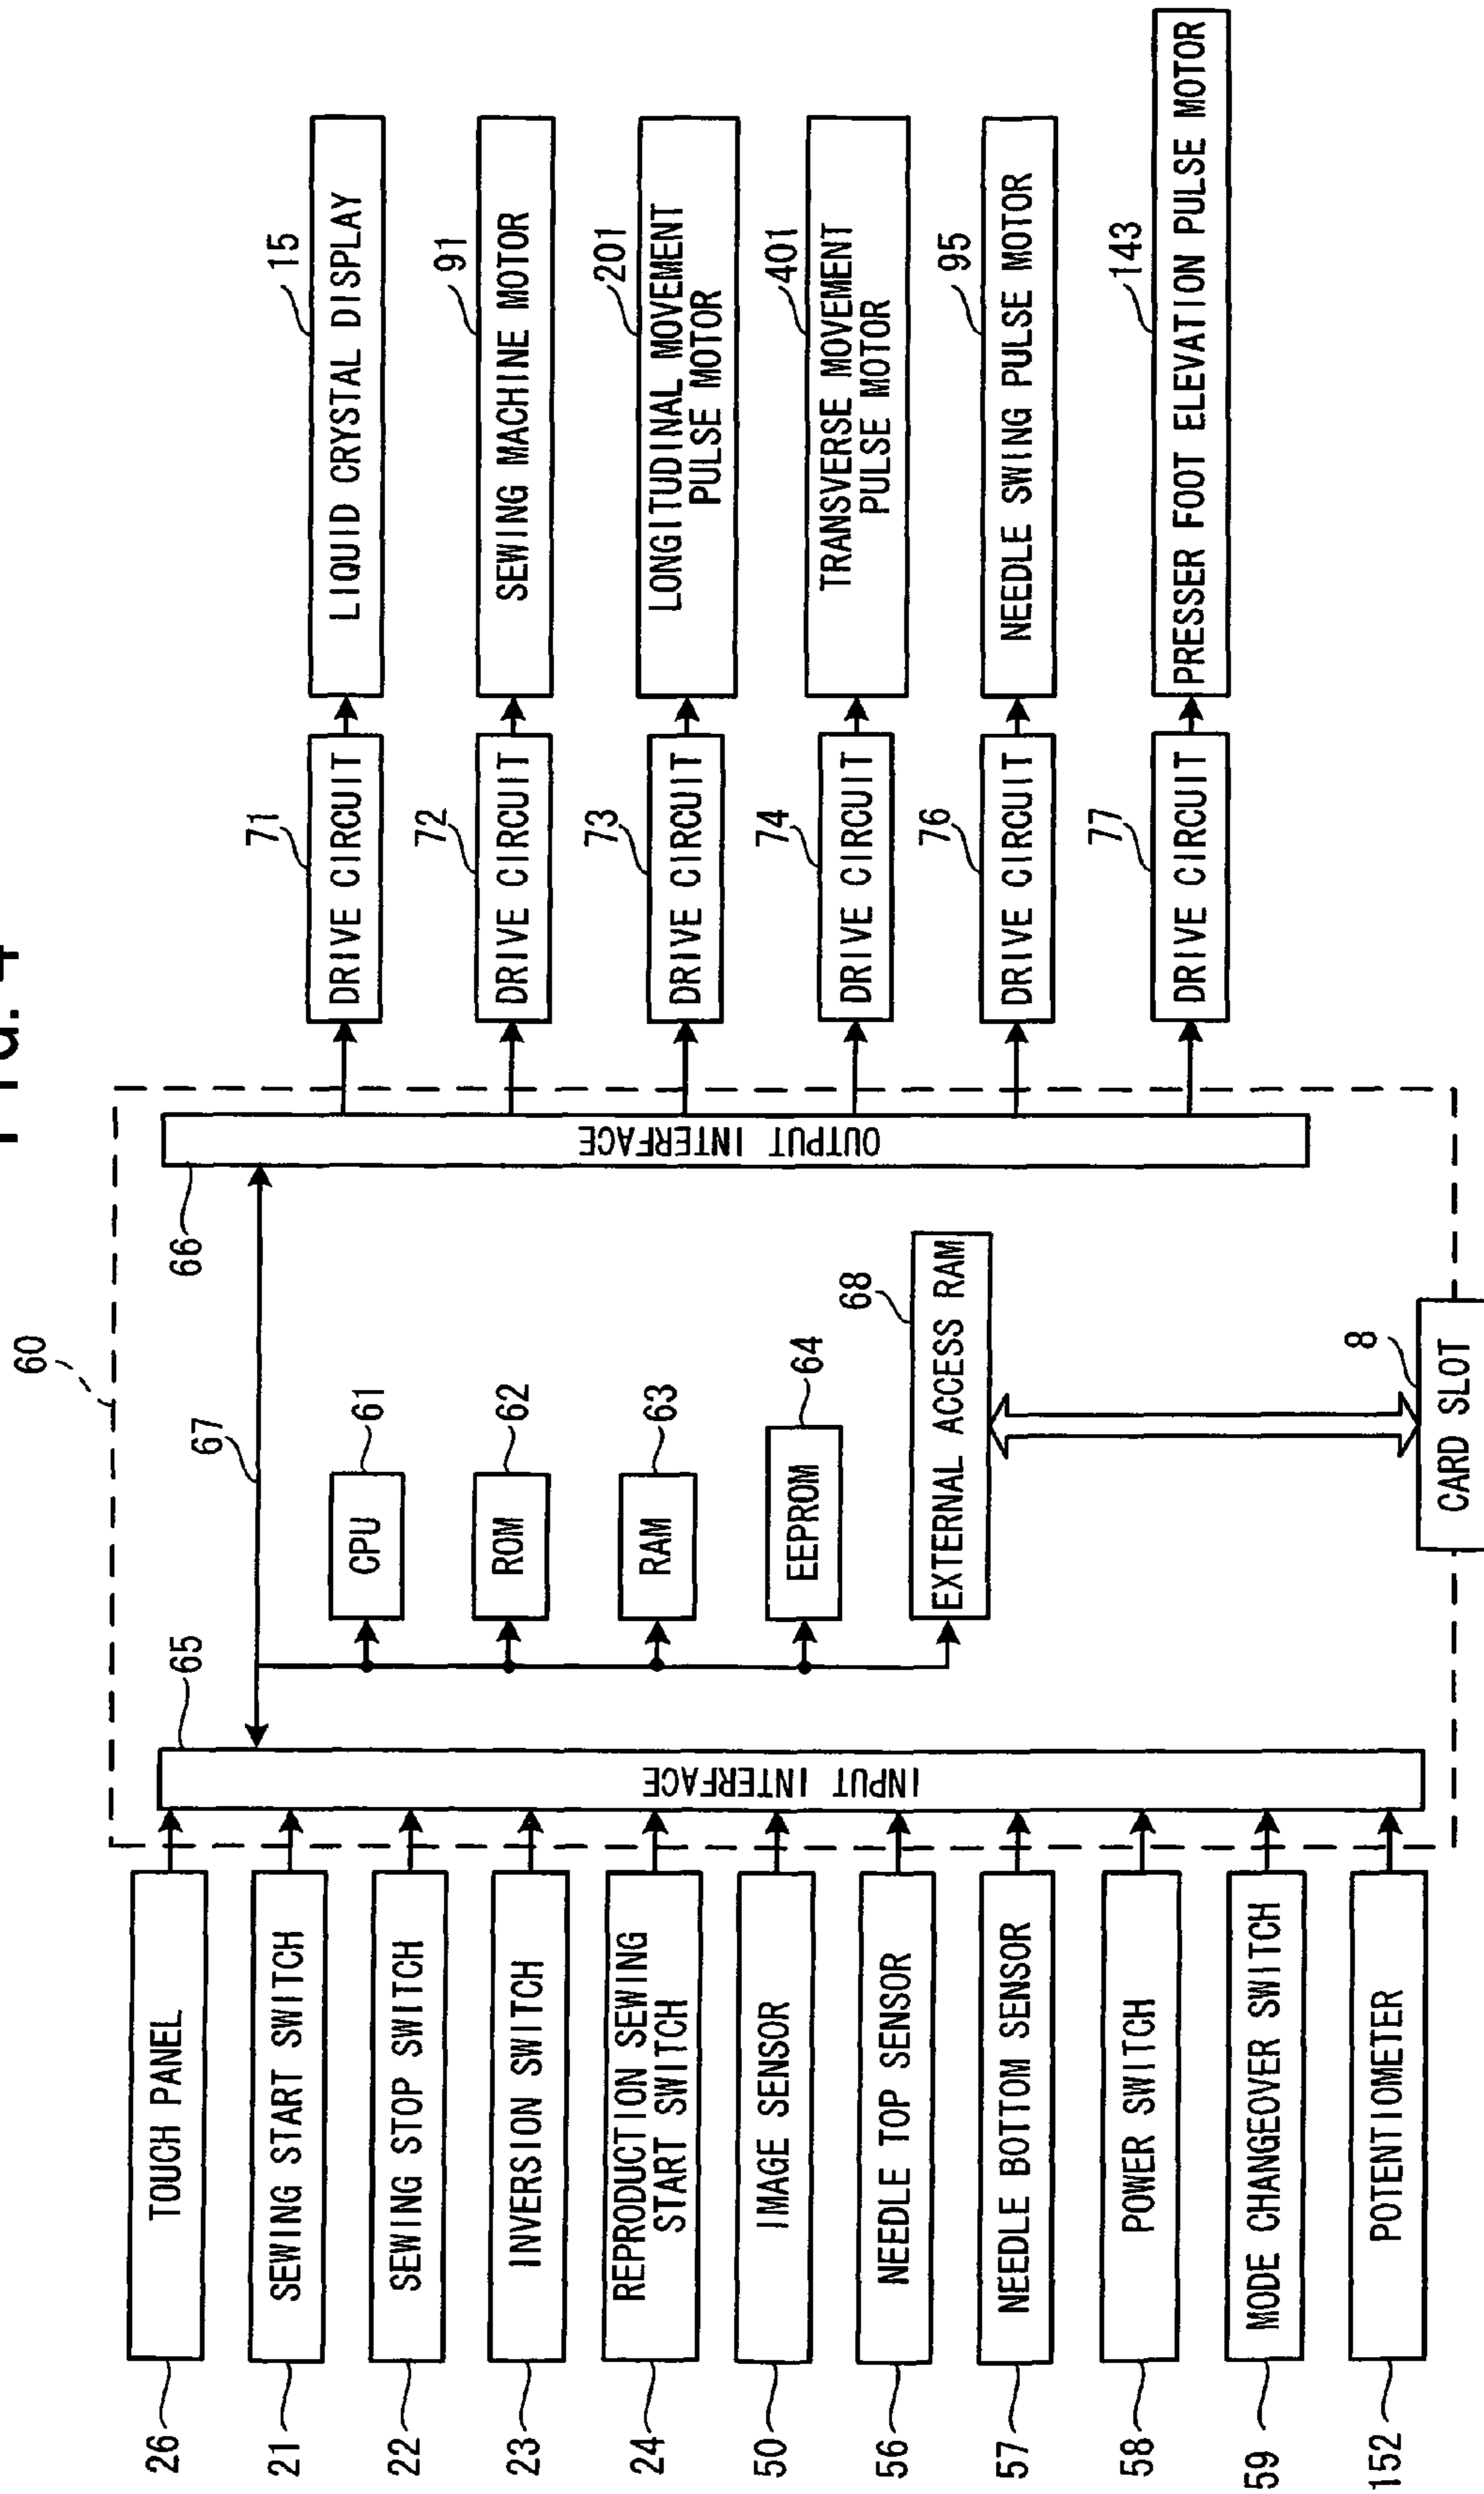 FIG. 4
60
26
TOUCH PANEL
21
SEWING START SWITCH
22
SEWING STOP SWITCH
23
INVERSION SWITCH
24
REPRODUCTION SEWING
START SWITCH
50
IMAGE SENSOR
56
NEEDLE TOP SENSOR
57
NEEDLE BOTTOM SENSOR
58
POWER SWITCH
59
MODE CHANGEOVER SWITCH
152
POTENTIOMETER
65
INPUT INTERFACE
67
CPU
61
ROM
62
RAM
63
EEPROM
64
EXTERNAL ACCESS RAM
68
CARD SLOT
8
66
OUTPUT INTERFACE
71
DRIVE CIRCUIT
15
LIQUID CRYSTAL DISPLAY
72
DRIVE CIRCUIT
91
SEWING MACHINE MOTOR
73
DRIVE CIRCUIT
201
LONGITUDINAL MOVEMENT
PULSE MOTOR
74
DRIVE CIRCUIT
401
TRANSVERSE MOVEMENT
PULSE MOTOR
76
DRIVE CIRCUIT
95
NEEDLE SWING PULSE MOTOR
77
DRIVE CIRCUIT
143
PRESSER FOOT ELEVATION PULSE MOTOR